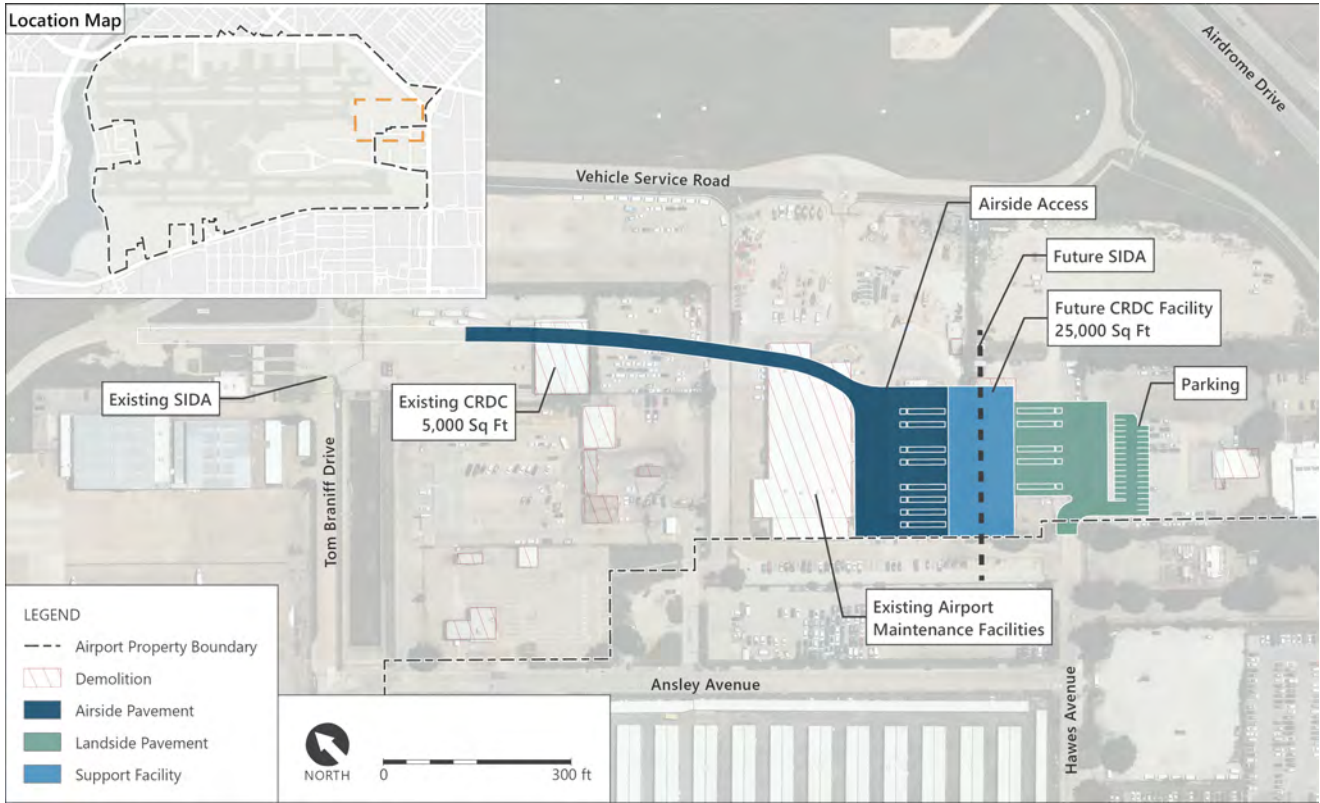 Location Map
Airdrome Drive
Vehicle Service Road
Airside Access
Future SIDA
Future CRDC Facility
25,000 Sq Ft
Parking
Existing SIDA
Existing CRDC
5,000 Sq Ft
Tom Braniff Drive
Existing Airport
Maintenance Facilities
Ansley Avenue
Hawes Avenue
LEGEND
Airport Property Boundary
Demolition
Airside Pavement
Landside Pavement
Support Facility
NORTH
0
300 ft